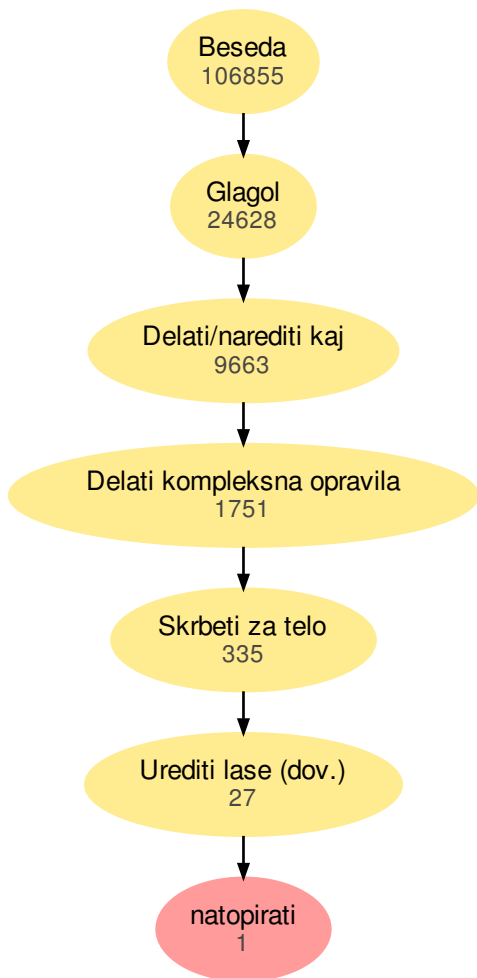 Beseda
106855
Glagol
24628
Delati/narediti kaj
9663
Delati kompleksna opravila
1751
Skrbeti za telo
335
Urediti lase (dov.)
27
natopirati
1